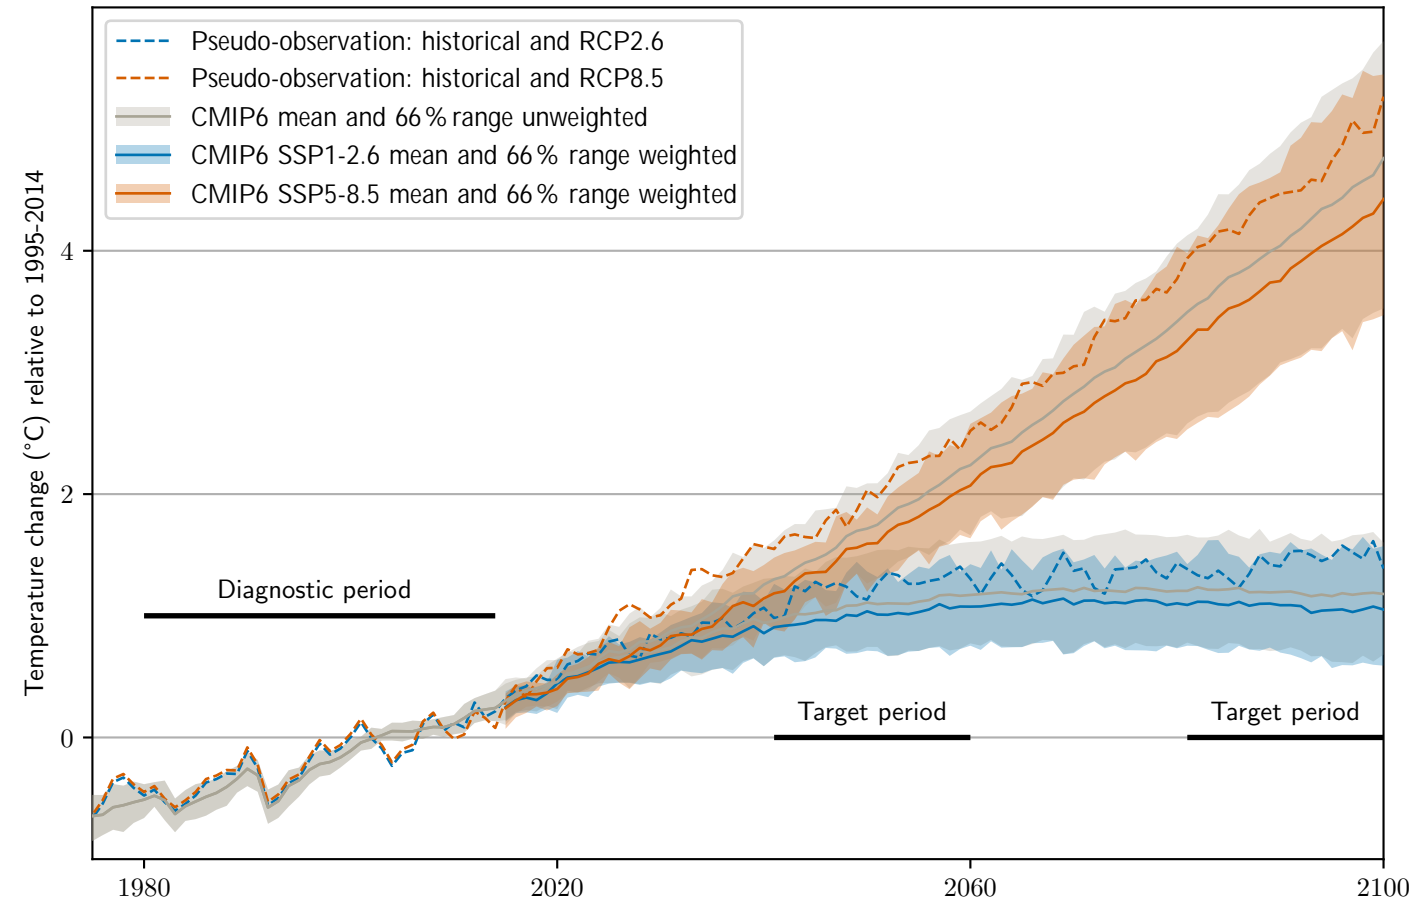 Pseudo-observation: historical and RCP2.6
Pseudo-observation: historical and RCP8.5
CMIP6 mean and 66% range unweighted
CMIP6 SSP1-2.6 mean and 66% range weighted
CMIP6 SSP5-8.5 mean and 66% range weighted
Temperature change (°C) relative to 1995-2014
4
2
0
Diagnostic period
Target period
Target period
1980
2020
2060
2100